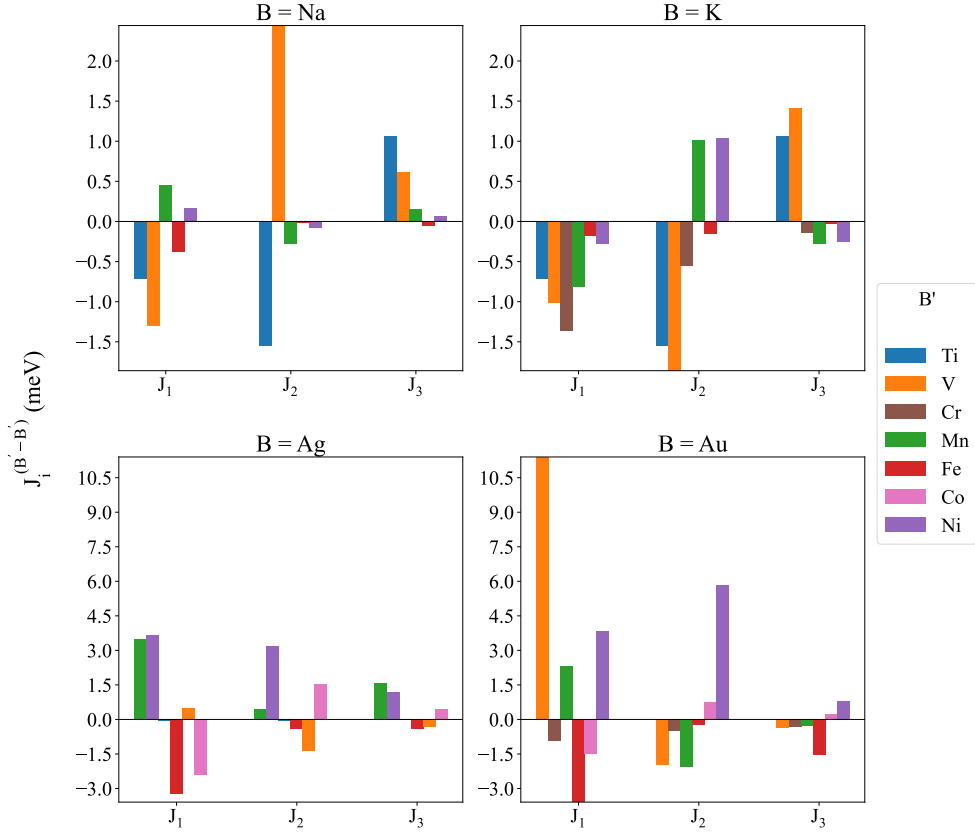 B = Na
2.0
1.5
1.0
0.5
0.0
−0.5
−1.0
−1.5
J1
J2
J3
B = K
2.0
1.5
1.0
0.5
0.0
−0.5
−1.0
−1.5
J1
J2
J3
J_i^(B′−B′) (meV)
B = Ag
10.5
9.0
7.5
6.0
4.5
3.0
1.5
0.0
−1.5
−3.0
J1
J2
J3
B = Au
10.5
9.0
7.5
6.0
4.5
3.0
1.5
0.0
−1.5
−3.0
J1
J2
J3
B'
Ti
V
Cr
Mn
Fe
Co
Ni